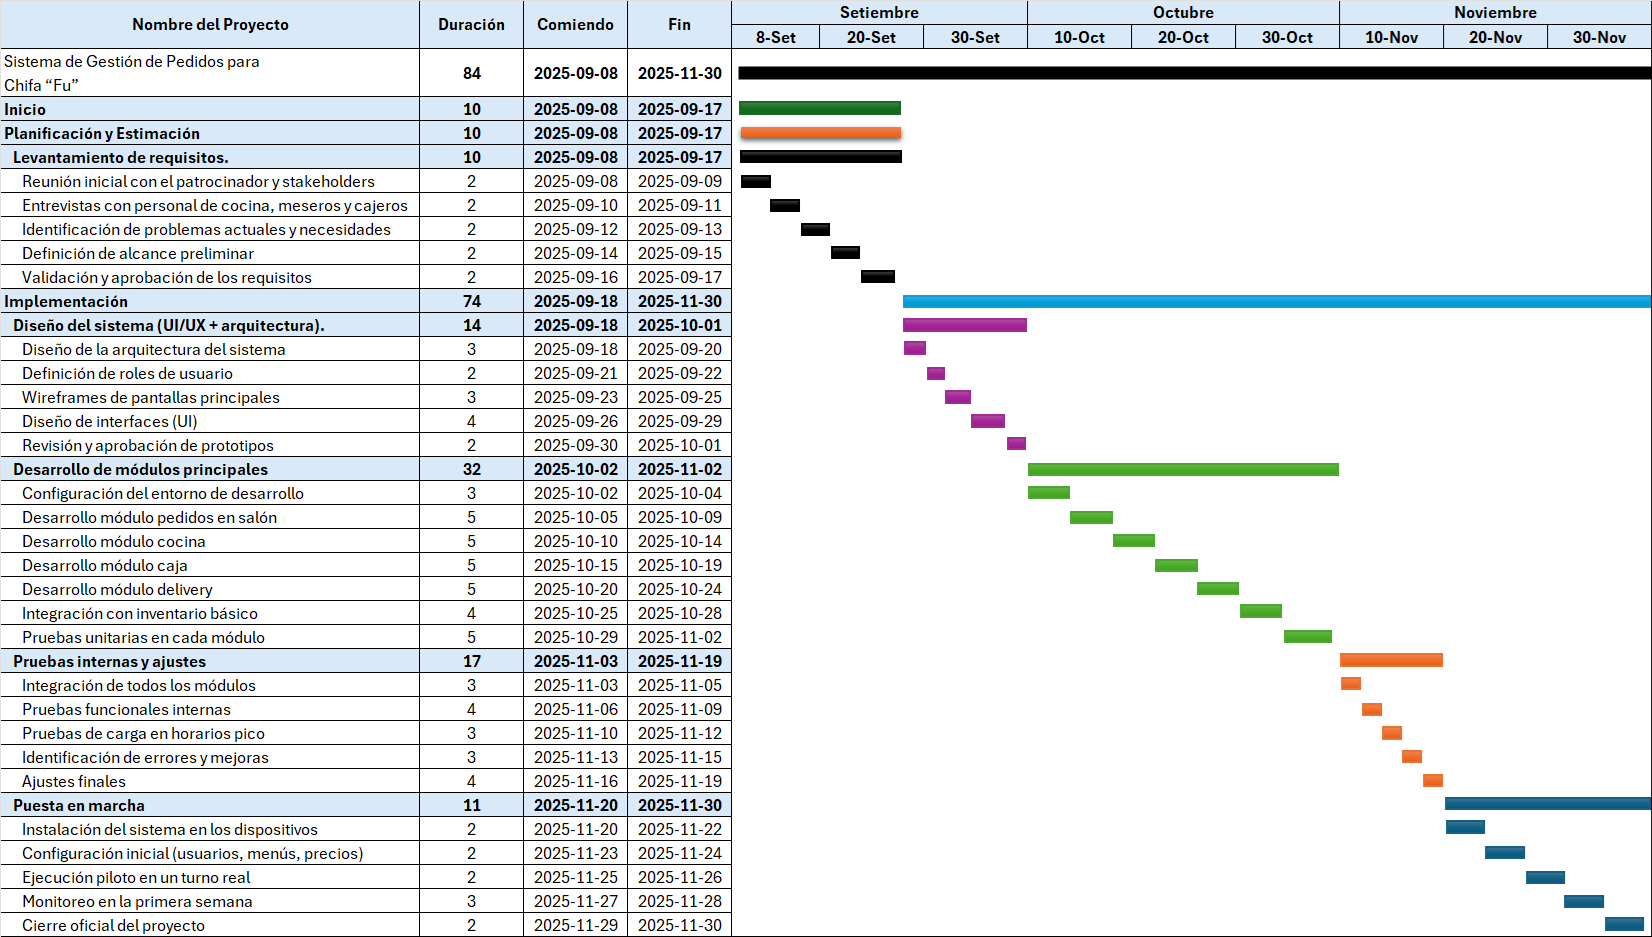 Nombre del Proyecto Duración Comiendo Fin Setiembre Octubre Noviembre
8-Set 20-Set 30-Set 10-Oct 20-Oct 30-Oct 10-Nov 20-Nov 30-Nov
Sistema de Gestión de Pedidos para
Chifa “Fu” 84 2025-09-08 2025-11-30
Inicio 10 2025-09-08 2025-09-17
Planificación y Estimación 10 2025-09-08 2025-09-17
Levantamiento de requisitos. 10 2025-09-08 2025-09-17
Reunión inicial con el patrocinador y stakeholders 2 2025-09-08 2025-09-09
Entrevistas con personal de cocina, meseros y cajeros 2 2025-09-10 2025-09-11
Identificación de problemas actuales y necesidades 2 2025-09-12 2025-09-13
Definición de alcance preliminar 2 2025-09-14 2025-09-15
Validación y aprobación de los requisitos 2 2025-09-16 2025-09-17
Implementación 74 2025-09-18 2025-11-30
Diseño del sistema (UI/UX + arquitectura). 14 2025-09-18 2025-10-01
Diseño de la arquitectura del sistema 3 2025-09-18 2025-09-20
Definición de roles de usuario 2 2025-09-21 2025-09-22
Wireframes de pantallas principales 3 2025-09-23 2025-09-25
Diseño de interfaces (UI) 4 2025-09-26 2025-09-29
Revisión y aprobación de prototipos 2 2025-09-30 2025-10-01
Desarrollo de módulos principales 32 2025-10-02 2025-11-02
Configuración del entorno de desarrollo 3 2025-10-02 2025-10-04
Desarrollo módulo pedidos en salón 5 2025-10-05 2025-10-09
Desarrollo módulo cocina 5 2025-10-10 2025-10-14
Desarrollo módulo caja 5 2025-10-15 2025-10-19
Desarrollo módulo delivery 5 2025-10-20 2025-10-24
Integración con inventario básico 4 2025-10-25 2025-10-28
Pruebas unitarias en cada módulo 5 2025-10-29 2025-11-02
Pruebas internas y ajustes 17 2025-11-03 2025-11-19
Integración de todos los módulos 3 2025-11-03 2025-11-05
Pruebas funcionales internas 4 2025-11-06 2025-11-09
Pruebas de carga en horarios pico 3 2025-11-10 2025-11-12
Identificación de errores y mejoras 3 2025-11-13 2025-11-15
Ajustes finales 4 2025-11-16 2025-11-19
Puesta en marcha 11 2025-11-20 2025-11-30
Instalación del sistema en los dispositivos 2 2025-11-20 2025-11-22
Configuración inicial (usuarios, menús, precios) 2 2025-11-23 2025-11-24
Ejecución piloto en un turno real 2 2025-11-25 2025-11-26
Monitoreo en la primera semana 3 2025-11-27 2025-11-28
Cierre oficial del proyecto 2 2025-11-29 2025-11-30